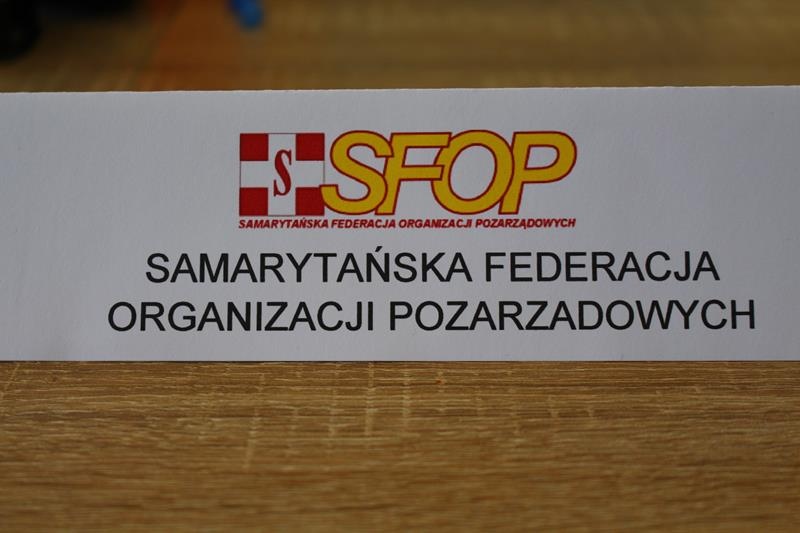 S SFOP
SAMARYTAŃSKA FEDERACJA ORGANIZACJI POZARZĄDOWYCH
SAMARYTAŃSKA FEDERACJA
ORGANIZACJI POZARZADOWYCH